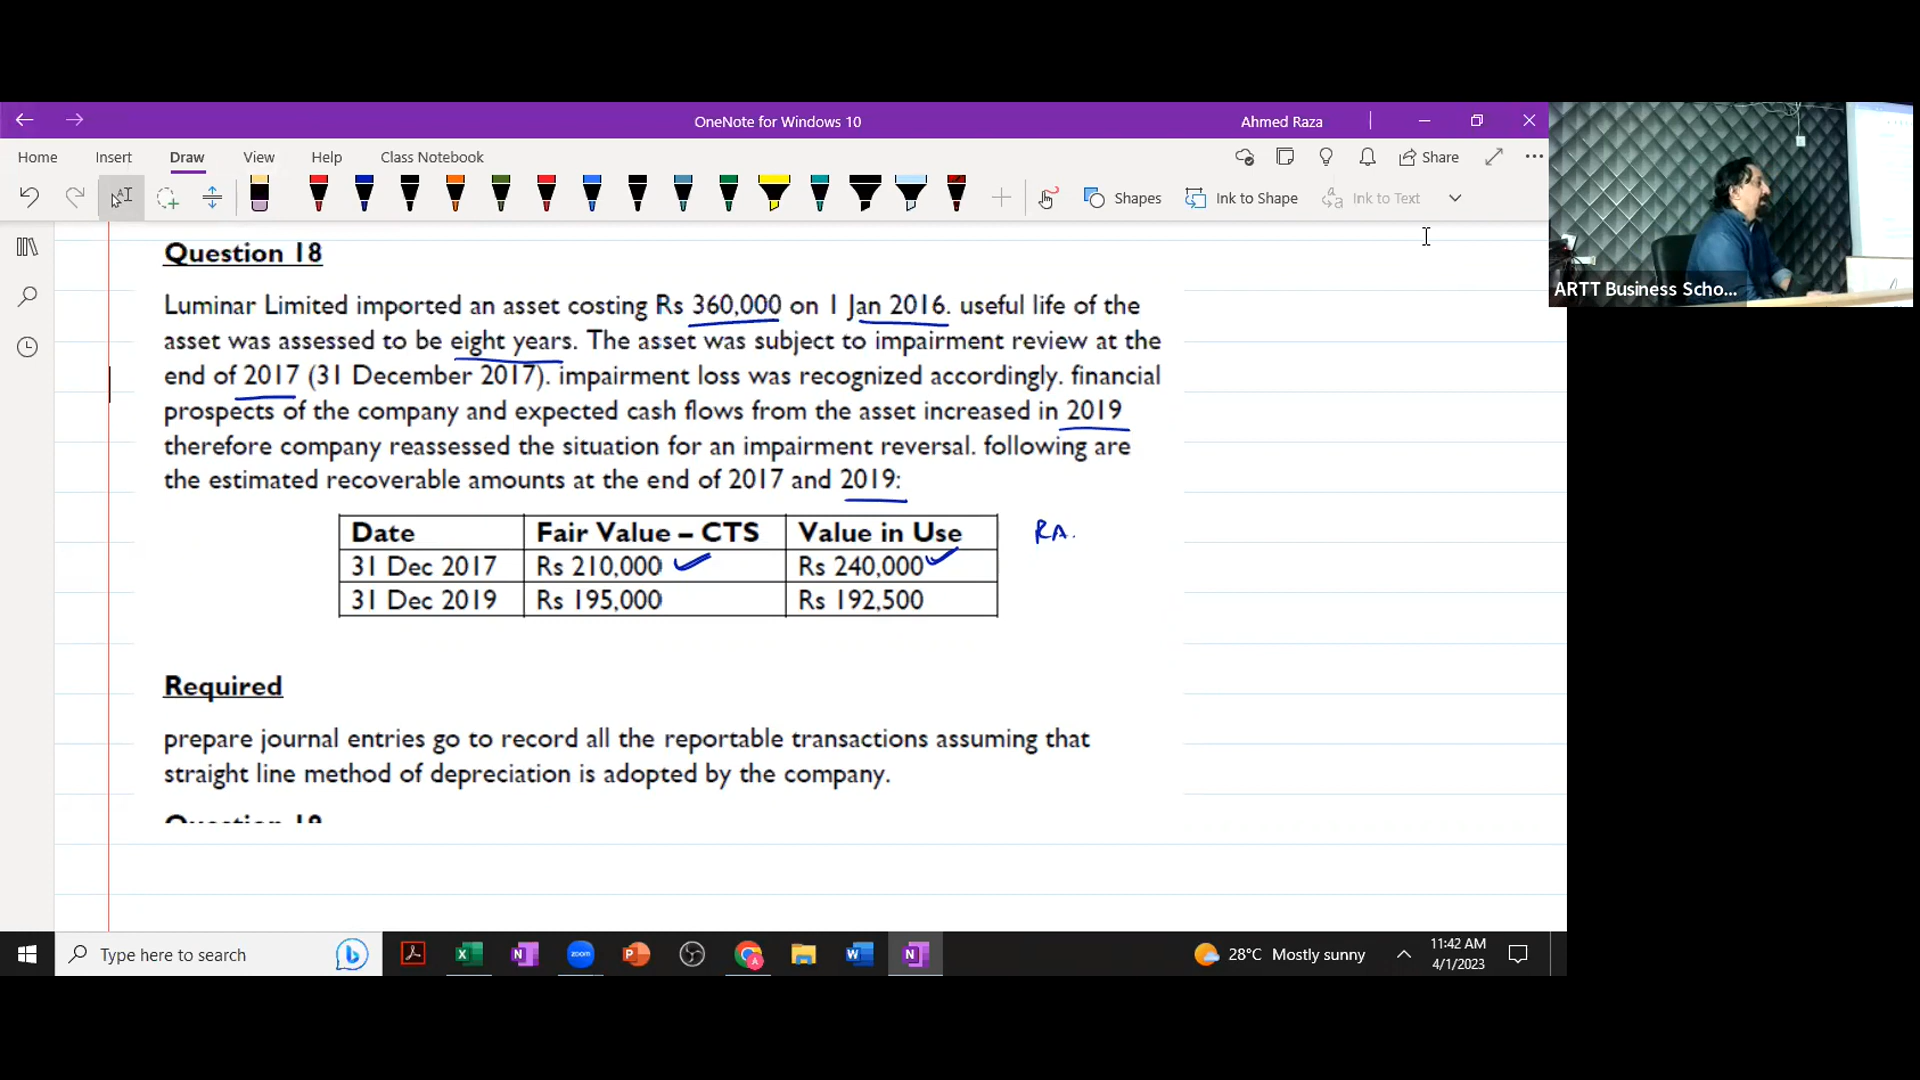 OneNote for Windows 10
Ahmed Raza
Home Insert Draw View Help Class Notebook
Share
Shapes Ink to Shape Ink to Text
ARTT Business Scho...
Question 18
Luminar Limited imported an asset costing Rs 360,000 on 1 Jan 2016. useful life of the
asset was assessed to be eight years. The asset was subject to impairment review at the
end of 2017 (31 December 2017). impairment loss was recognized accordingly. financial
prospects of the company and expected cash flows from the asset increased in 2019
therefore company reassessed the situation for an impairment reversal. following are
the estimated recoverable amounts at the end of 2017 and 2019:
Date Fair Value – CTS Value in Use RA.
31 Dec 2017 Rs 210,000 Rs 240,000
31 Dec 2019 Rs 195,000 Rs 192,500
Required
prepare journal entries go to record all the reportable transactions assuming that
straight line method of depreciation is adopted by the company.
Question 19
Type here to search
28°C Mostly sunny
11:42 AM
4/1/2023